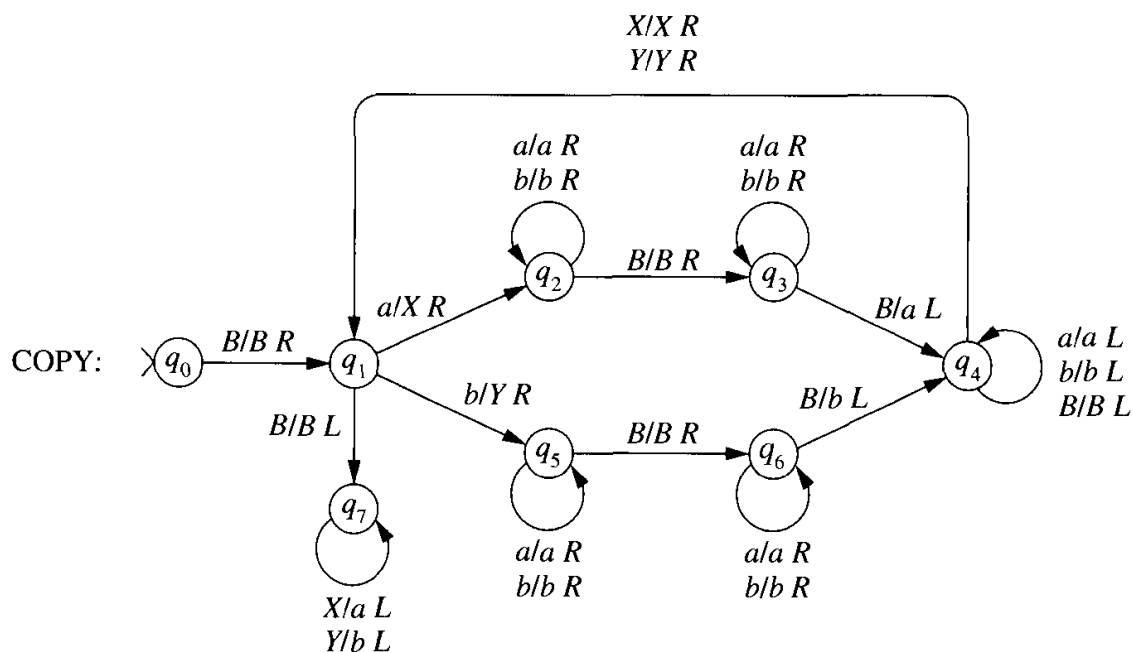 X/X R
Y/Y R
a/a R
b/b R
a/a R
b/b R
q₂
B/B R
q₃
a/X R
B/a L
COPY:
q₀
B/B R
q₁
q₄
a/a L
b/b L
B/B L
b/Y R
B/b L
B/B L
q₅
B/B R
q₆
q₇
a/a R
b/b R
a/a R
b/b R
X/a L
Y/b L